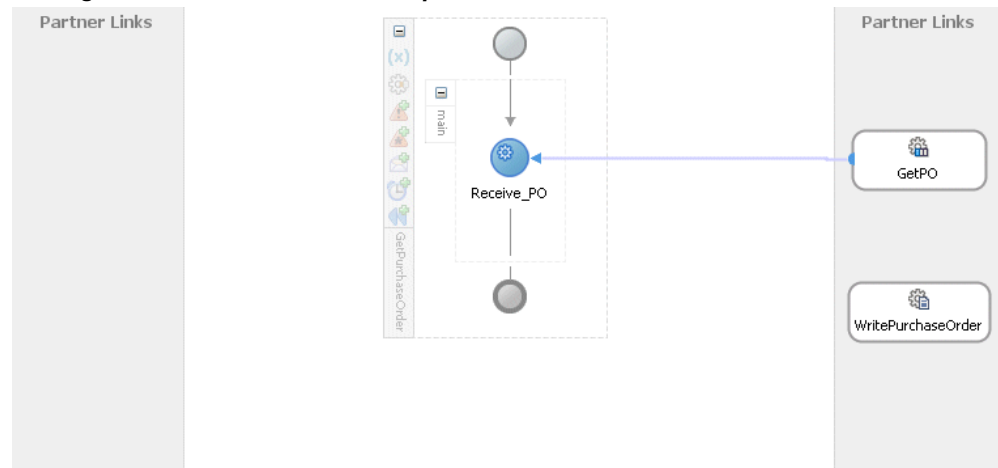 Partner Links
Partner Links
(x)
main
Receive_PO
GetPO
GetPurchaseOrder
WritePurchaseOrder